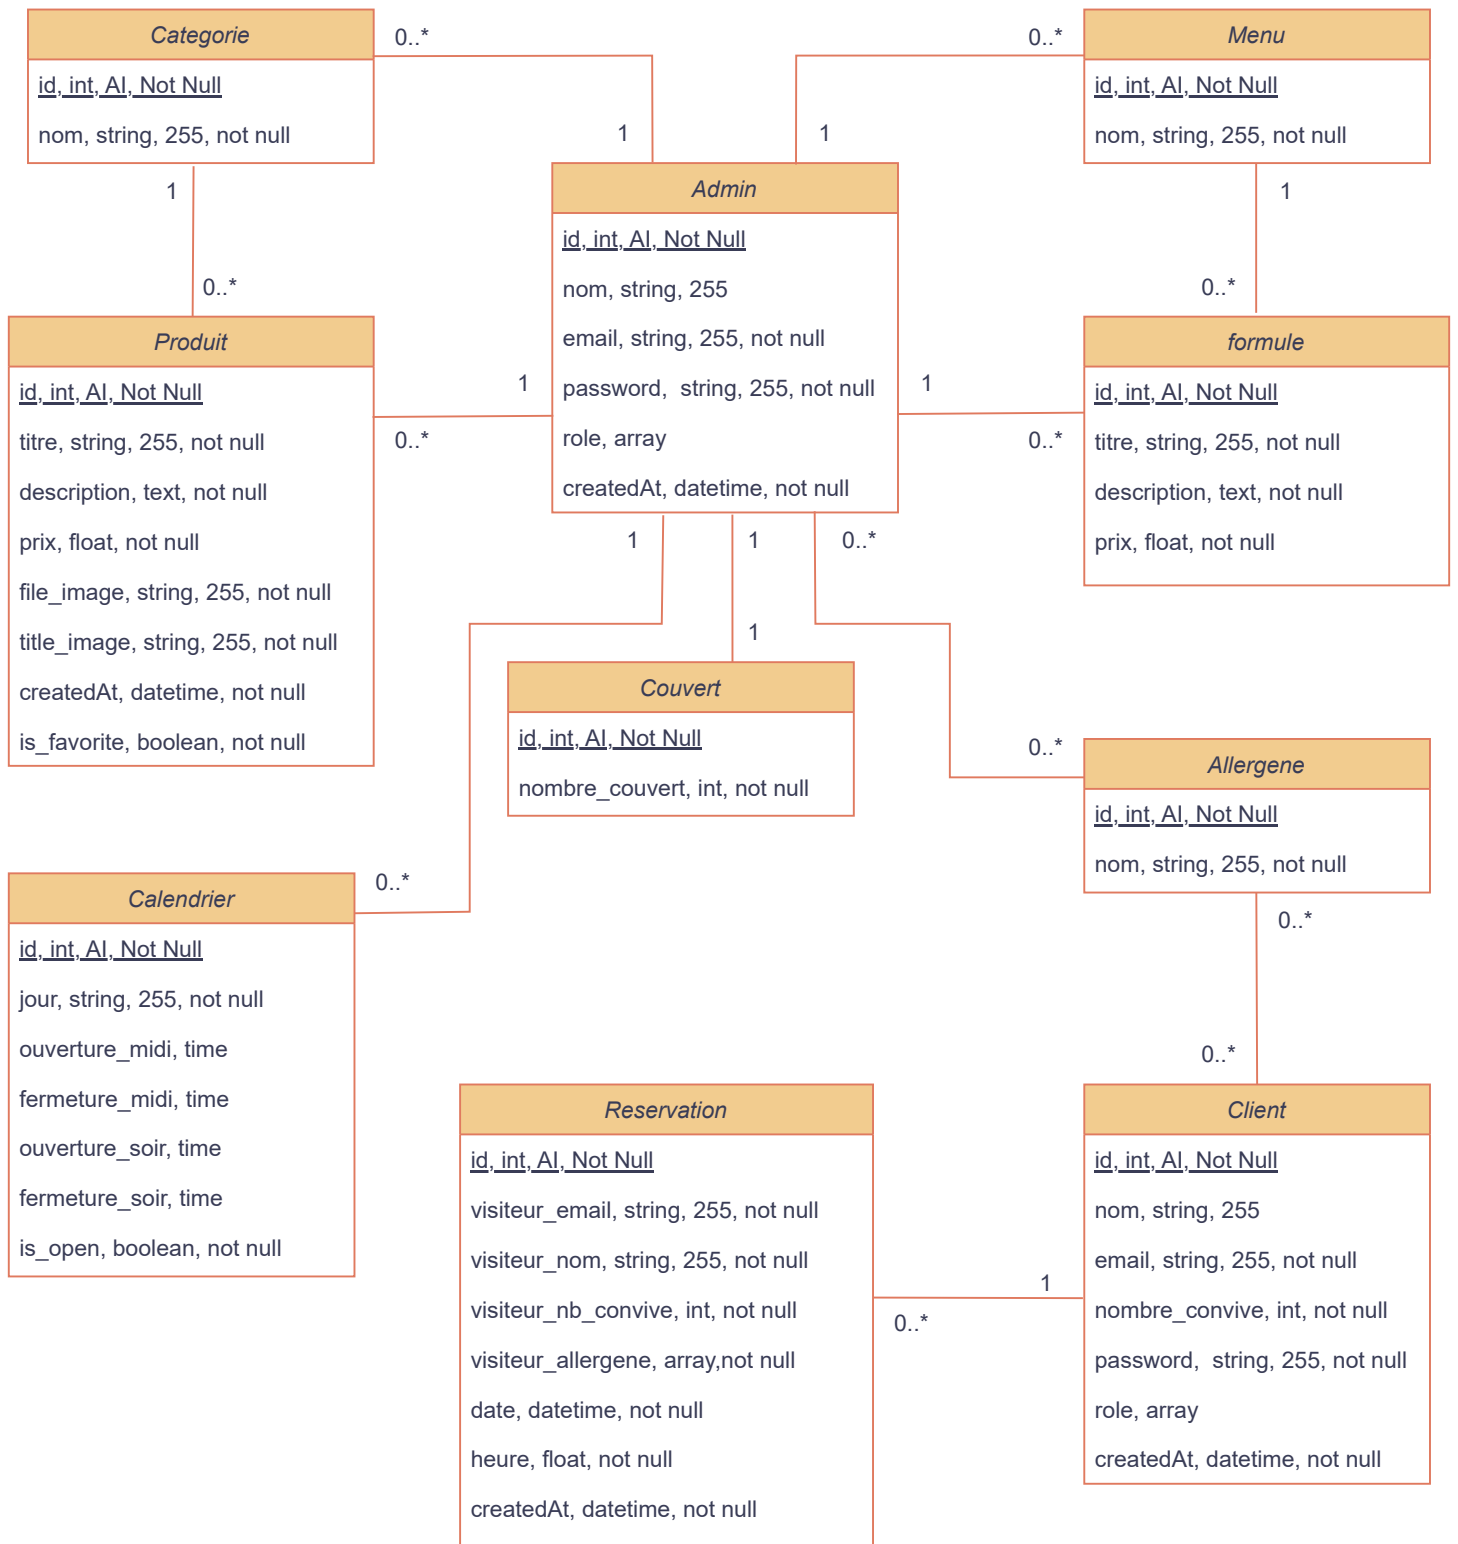 Categorie
id, int, AI, Not Null
nom, string, 255, not null
0..*
1
0..*
1
Menu
id, int, AI, Not Null
nom, string, 255, not null
1
0..*
1
0..*
Admin
id, int, AI, Not Null
nom, string, 255
email, string, 255, not null
password,  string, 255, not null
role, array
createdAt, datetime, not null
Produit
id, int, AI, Not Null
titre, string, 255, not null
description, text, not null
prix, float, not null
file_image, string, 255, not null
title_image, string, 255, not null
createdAt, datetime, not null
is_favorite, boolean, not null
1
0..*
1
0..*
formule
id, int, AI, Not Null
titre, string, 255, not null
description, text, not null
prix, float, not null
1
1
0..*
1
Couvert
id, int, AI, Not Null
nombre_couvert, int, not null
0..*
Allergene
id, int, AI, Not Null
nom, string, 255, not null
0..*
Calendrier
id, int, AI, Not Null
jour, string, 255, not null
ouverture_midi, time
fermeture_midi, time
ouverture_soir, time
fermeture_soir, time
is_open, boolean, not null
0..*
0..*
Reservation
id, int, AI, Not Null
visiteur_email, string, 255, not null
visiteur_nom, string, 255, not null
visiteur_nb_convive, int, not null
visiteur_allergene, array,not null
date, datetime, not null
heure, float, not null
createdAt, datetime, not null
1
0..*
Client
id, int, AI, Not Null
nom, string, 255
email, string, 255, not null
nombre_convive, int, not null
password,  string, 255, not null
role, array
createdAt, datetime, not null